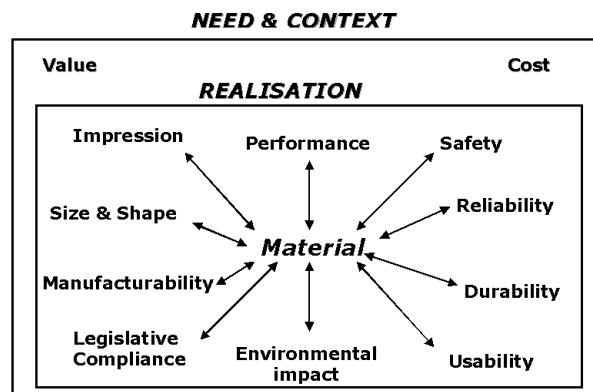 NEED & CONTEXT
Value
Cost
REALISATION
Impression
Performance
Safety
Size & Shape
Reliability
Material
Manufacturability
Durability
Legislative
Compliance
Environmental
impact
Usability